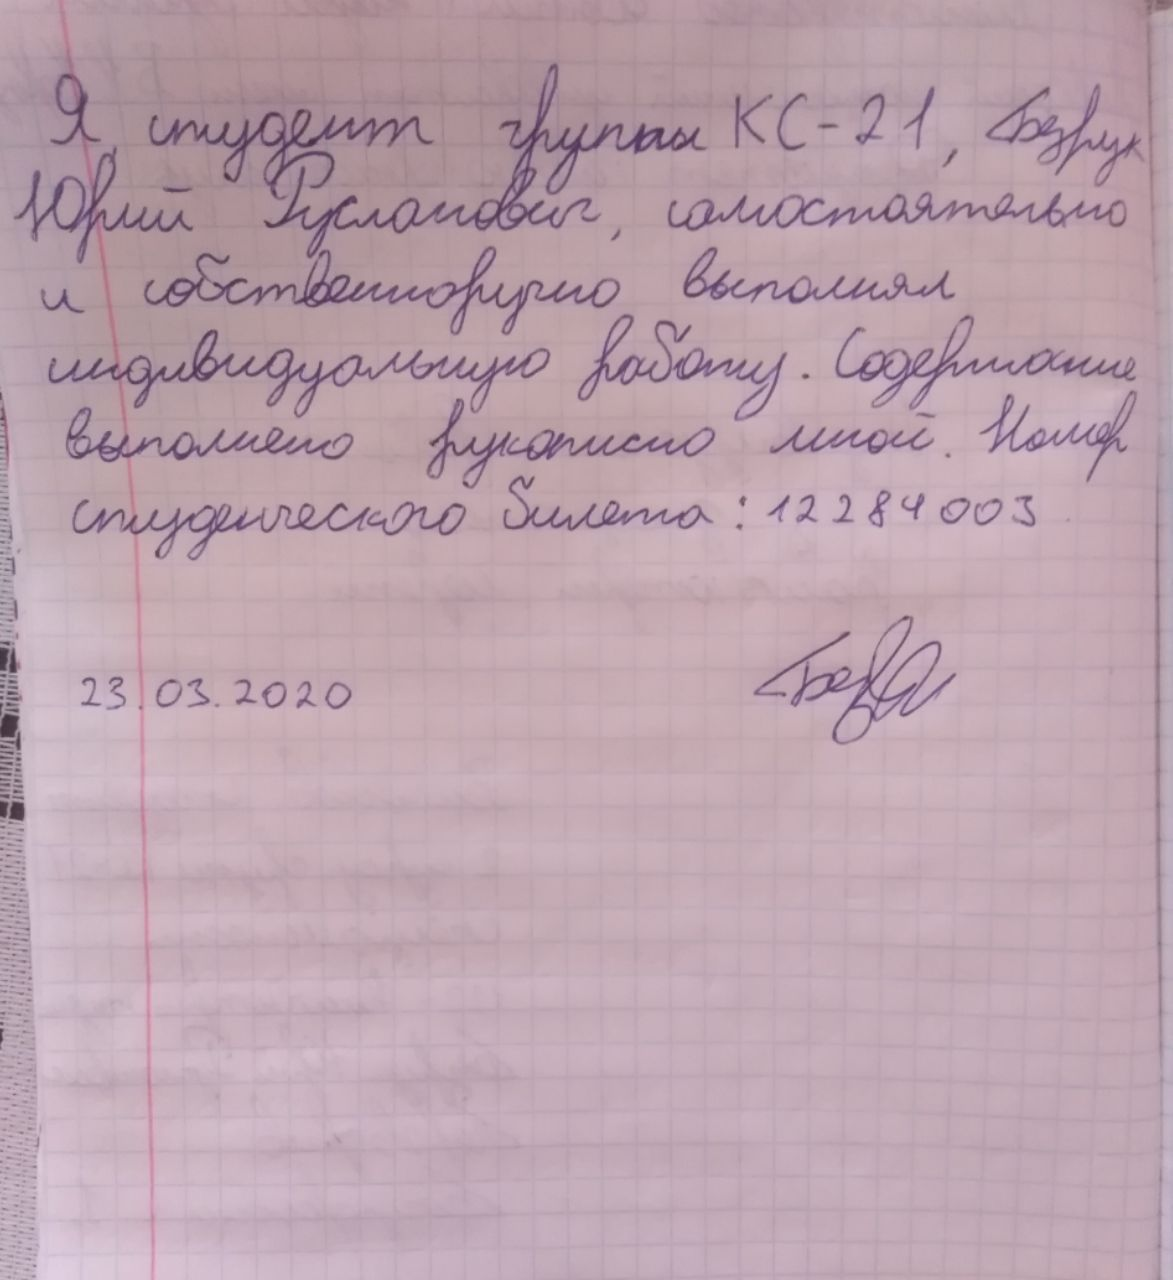 Я, студент группы КС-21, Безрук
Юрий Русланович, самостоятельно
и собственноручно выполнял
индивидуальную работу. Содержание
выполнено рукописно мной. Номер
студенческого билета: 12284003
23.03.2020